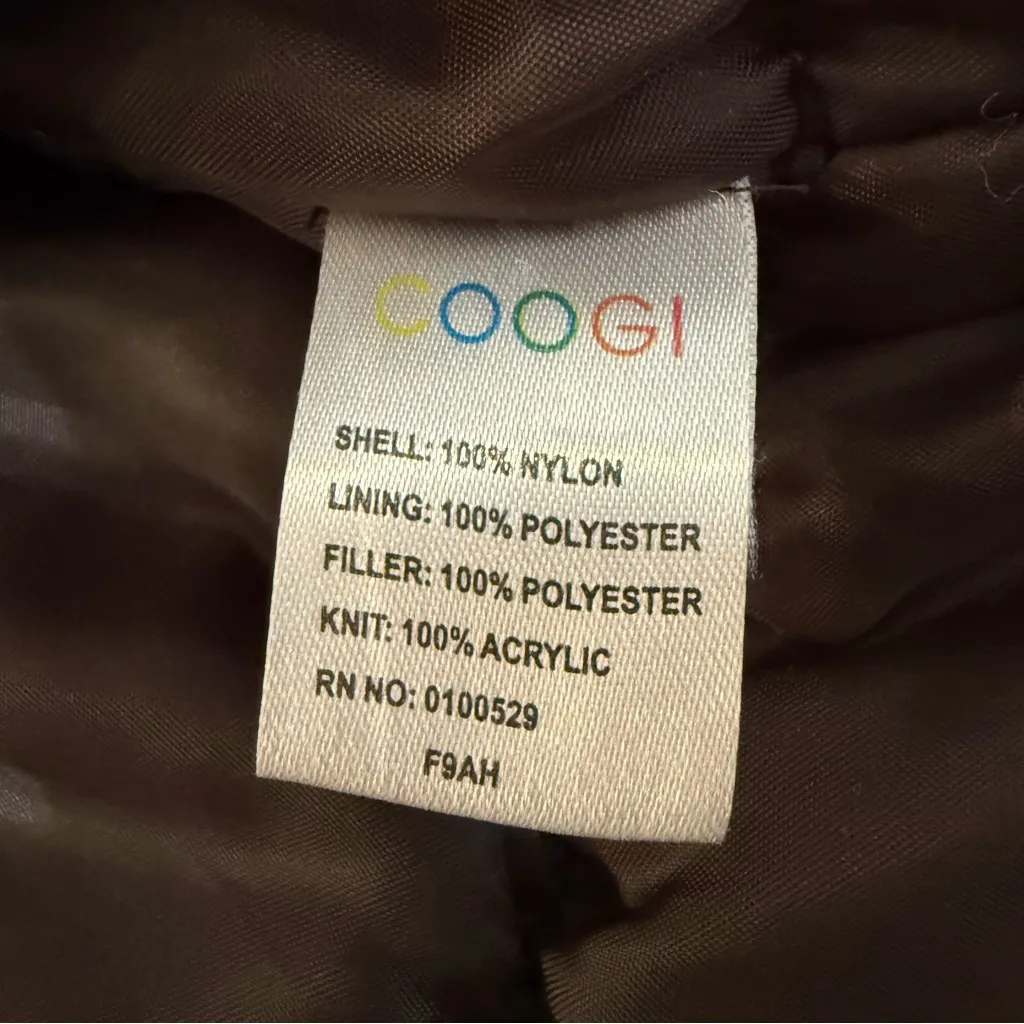 COOGI
SHELL: 100% NYLON
LINING: 100% POLYESTER
FILLER: 100% POLYESTER
KNIT: 100% ACRYLIC
RN NO: 0100529
F9AH